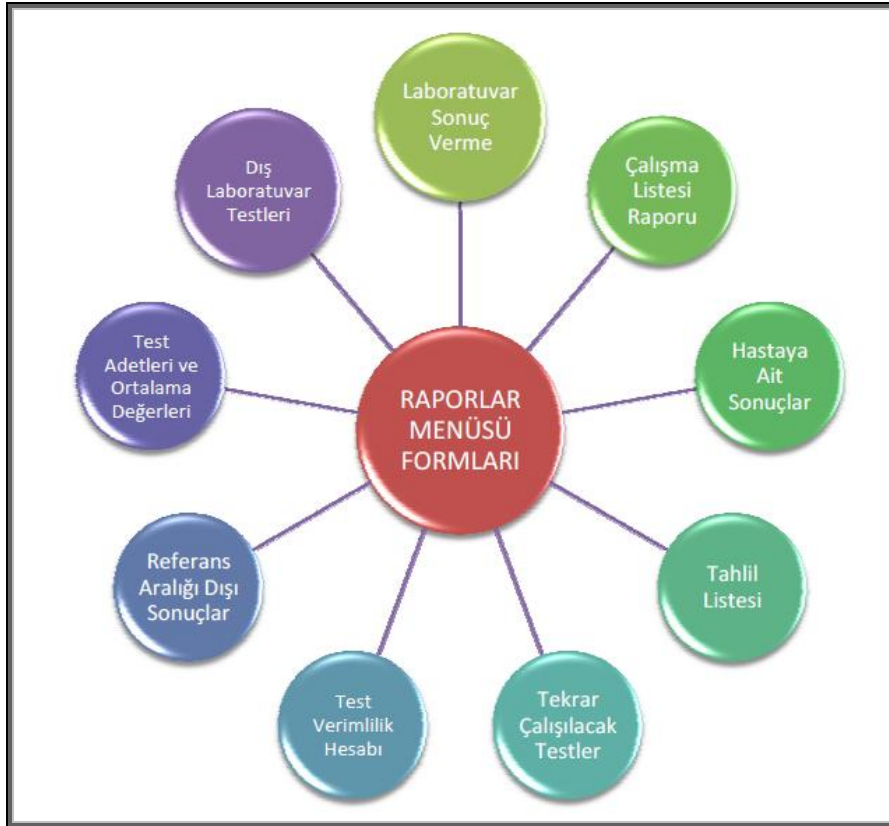 RAPORLAR
MENÜSÜ
FORMLARI
Laboratuvar
Sonuç
Verme
Çalışma
Listesi
Raporu
Hastaya
Ait
Sonuçlar
Tahlil
Listesi
Tekrar
Çalışılacak
Testler
Test
Verimlilik
Hesabı
Referans
Aralığı Dışı
Sonuçlar
Test
Adetleri ve
Ortalama
Değerleri
Dış
Laboratuvar
Testleri